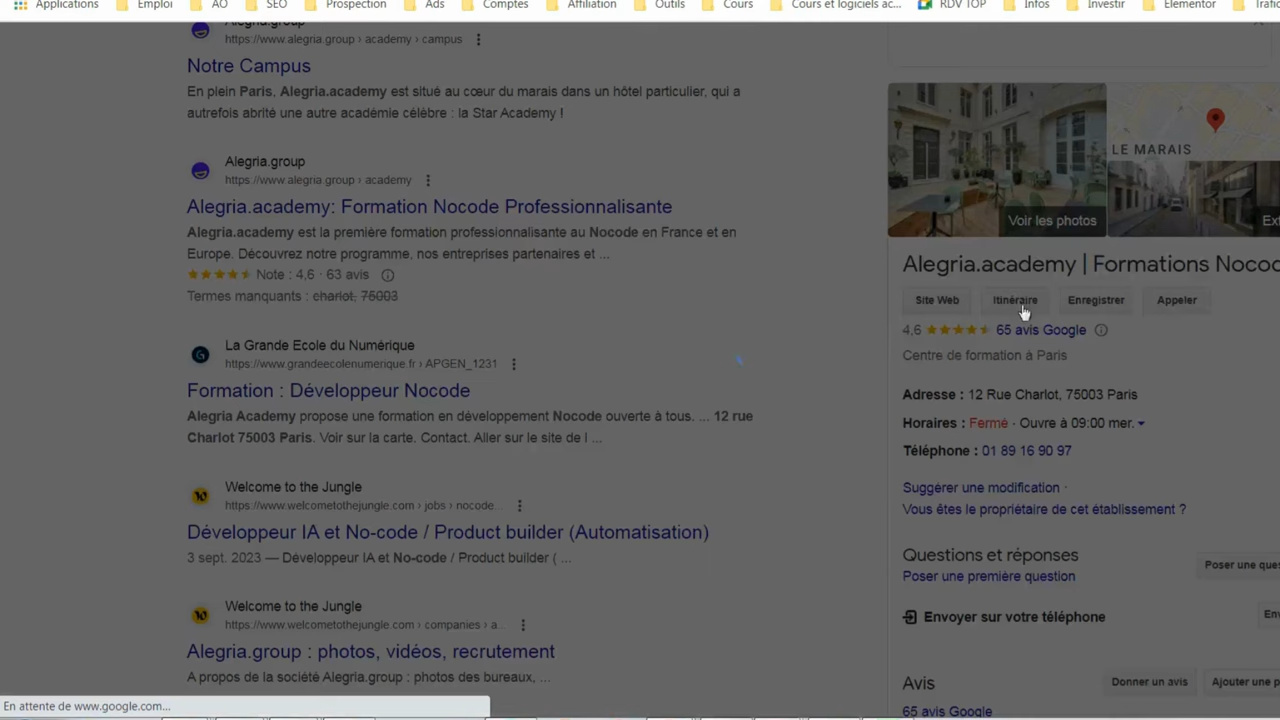 Applications
Emploi
AO
SEO
Prospection
Ads
Comptes
Affiliation
Outils
Cours
Cours et logiciels ac...
RDV TOP
Infos
Investir
Elementor
Alegria.group
https://www.alegria.group › academy › campus
Notre Campus
En plein Paris, Alegria.academy est situé au cœur du marais dans un hôtel particulier, qui a
autrefois abrité une autre académie célèbre : la Star Academy !
Alegria.group
https://www.alegria.group › academy
Alegria.academy: Formation Nocode Professionnalisante
Alegria.academy est la première formation professionnalisante au Nocode en France et en
Europe. Découvrez notre programme, nos entreprises partenaires et ...
Note : 4,6 · 63 avis
Termes manquants : charlot, 75003
La Grande Ecole du Numérique
https://www.grandeecolenumerique.fr › APGEN_1231
Formation : Développeur Nocode
Alegria Academy propose une formation en développement Nocode ouverte à tous. ... 12 rue
Charlot 75003 Paris. Voir sur la carte. Contact. Aller sur le site de l ...
Welcome to the Jungle
https://www.welcometothejungle.com › jobs › nocode...
Développeur IA et No-code / Product builder (Automatisation)
3 sept. 2023 — Développeur IA et No-code / Product builder ( ...
Welcome to the Jungle
https://www.welcometothejungle.com › companies › a...
Alegria.group : photos, vidéos, recrutement
A propos de la société Alegria.group : photos des bureaux, ...
En attente de www.google.com...
LE MARAIS
Voir les photos
Alegria.academy | Formations
Site Web
Itinéraire
Enregistrer
Appeler
4,6
65 avis Google
Centre de formation à Paris
Adresse : 12 Rue Charlot, 75003 Paris
Horaires : Fermé · Ouvre à 09:00 mer.
Téléphone : 01 89 16 90 97
Suggérer une modification ·
Vous êtes le propriétaire de cet établissement ?
Questions et réponses
Poser une
Poser une première question
Envoyer sur votre téléphone
Avis
Donner un avis
Ajouter une
65 avis Google